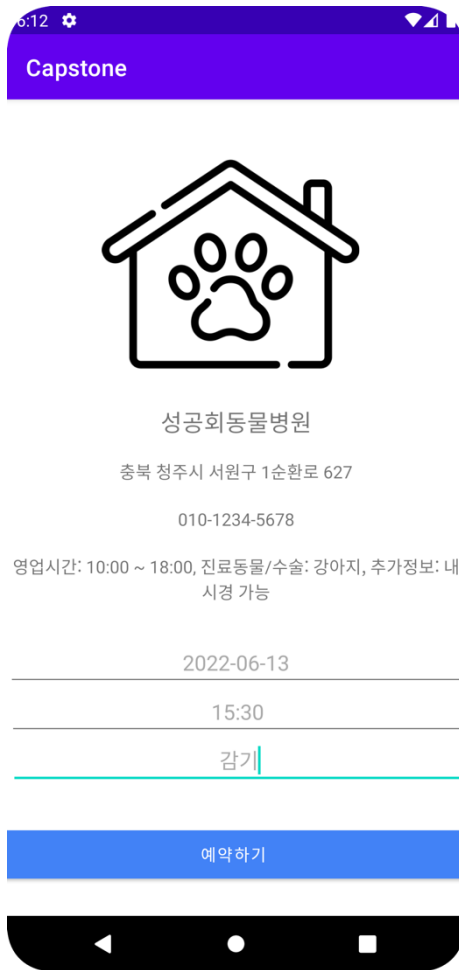 6:12
Capstone
성공회동물병원
충북 청주시 서원구 1순환로 627
010-1234-5678
영업시간: 10:00 ~ 18:00, 진료동물/수술: 강아지, 추가정보: 내
시경 가능
2022-06-13
15:30
감기
예약하기